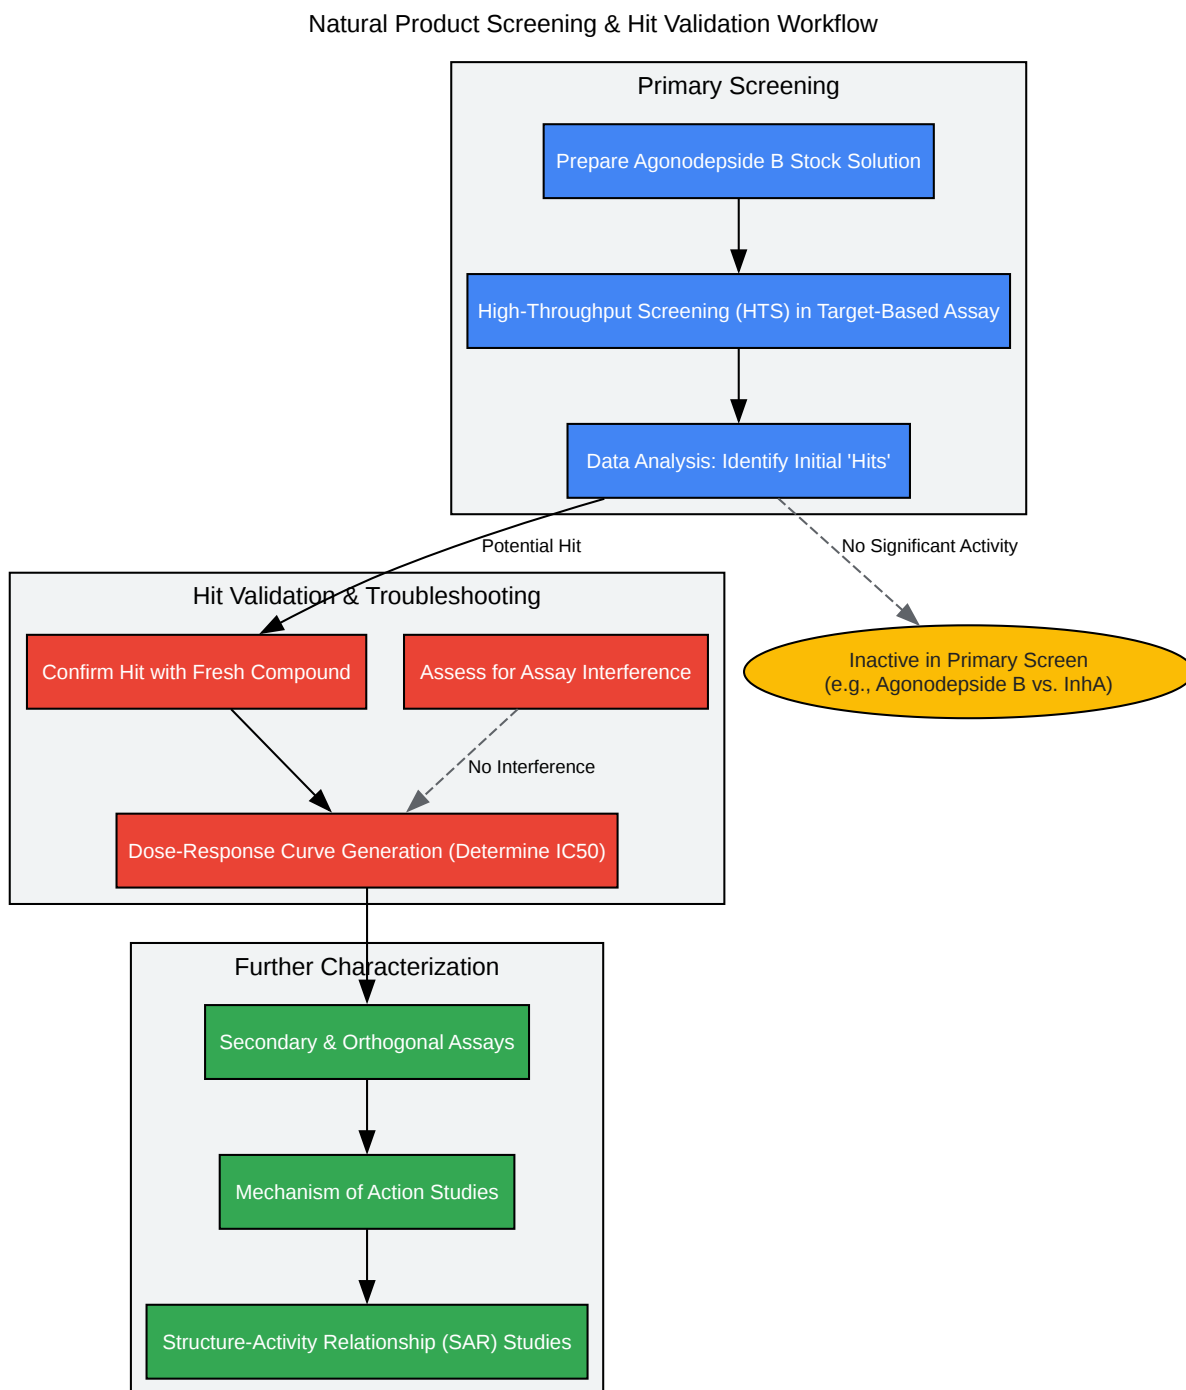 Natural Product Screening & Hit Validation Workflow
Primary Screening
Prepare Agonodepside B Stock Solution
High-Throughput Screening (HTS) in Target-Based Assay
Data Analysis: Identify Initial 'Hits'
Potential Hit
No Significant Activity
Hit Validation & Troubleshooting
Confirm Hit with Fresh Compound
Assess for Assay Interference
Inactive in Primary Screen
(e.g., Agonodepside B vs. InhA)
No Interference
Dose-Response Curve Generation (Determine IC50)
Further Characterization
Secondary & Orthogonal Assays
Mechanism of Action Studies
Structure-Activity Relationship (SAR) Studies